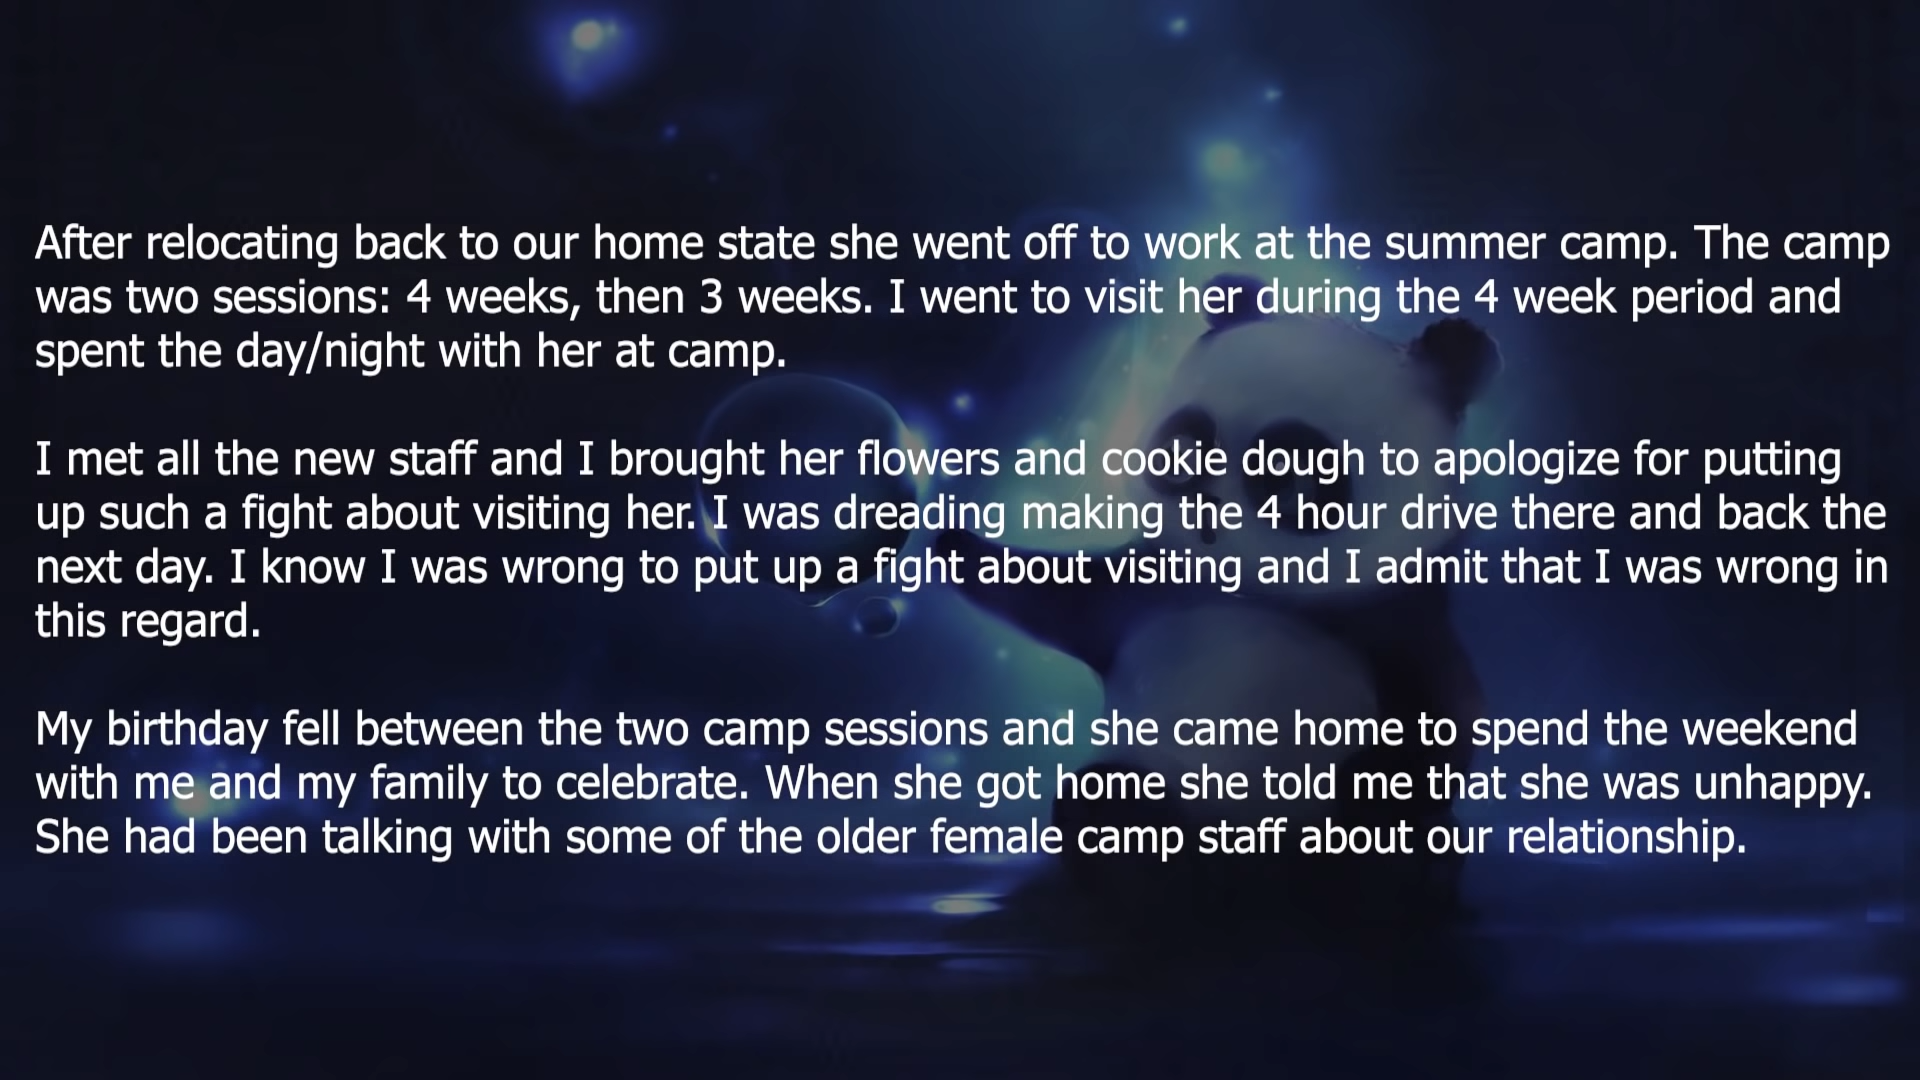 After relocating back to our home state she went off to work at the summer camp. The camp
was two sessions: 4 weeks, then 3 weeks. I went to visit her during the 4 week period and
spent the day/night with her at camp.
I met all the new staff and I brought her flowers and cookie dough to apologize for putting
up such a fight about visiting her. I was dreading making the 4 hour drive there and back the
next day. I know I was wrong to put up a fight about visiting and I admit that I was wrong in
this regard.
My birthday fell between the two camp sessions and she came home to spend the weekend
with me and my family to celebrate. When she got home she told me that she was unhappy.
She had been talking with some of the older female camp staff about our relationship.